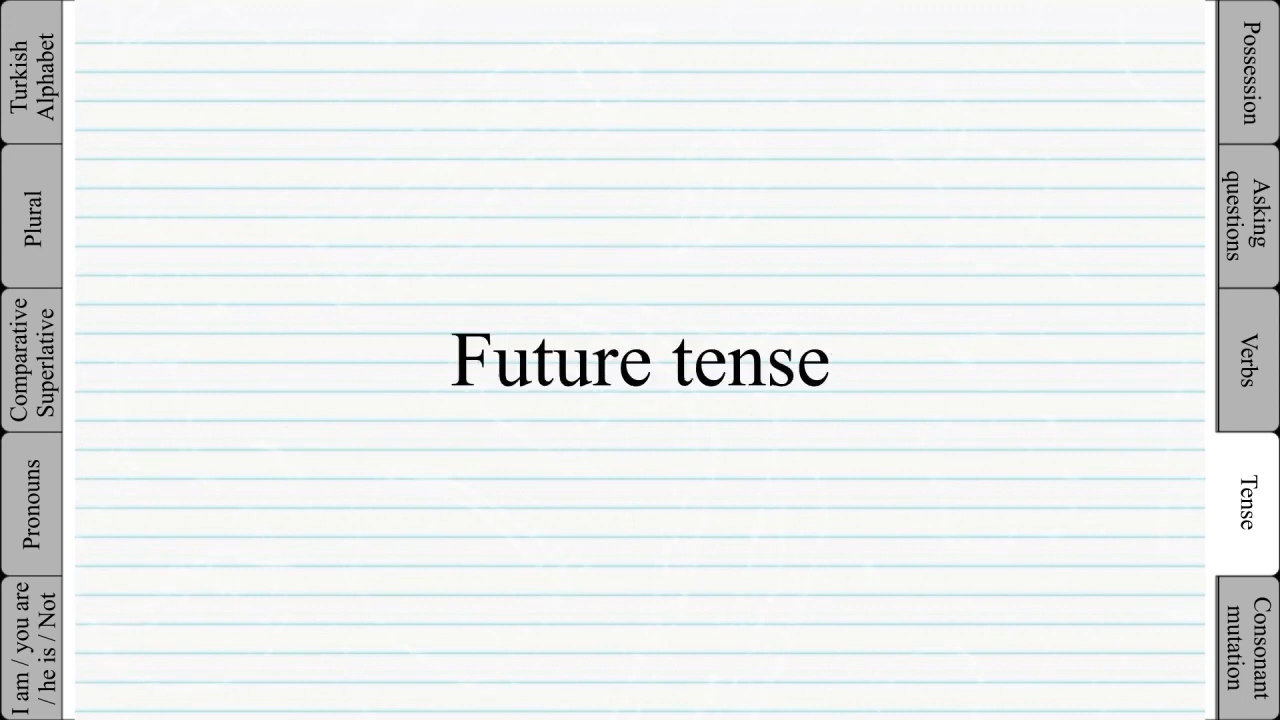 Turkish
Alphabet
Plural
Comparative
Superlative
Pronouns
I am / you are
/ he is / Not
Future tense
Possession
Asking
questions
Verbs
Tense
Consonant
mutation